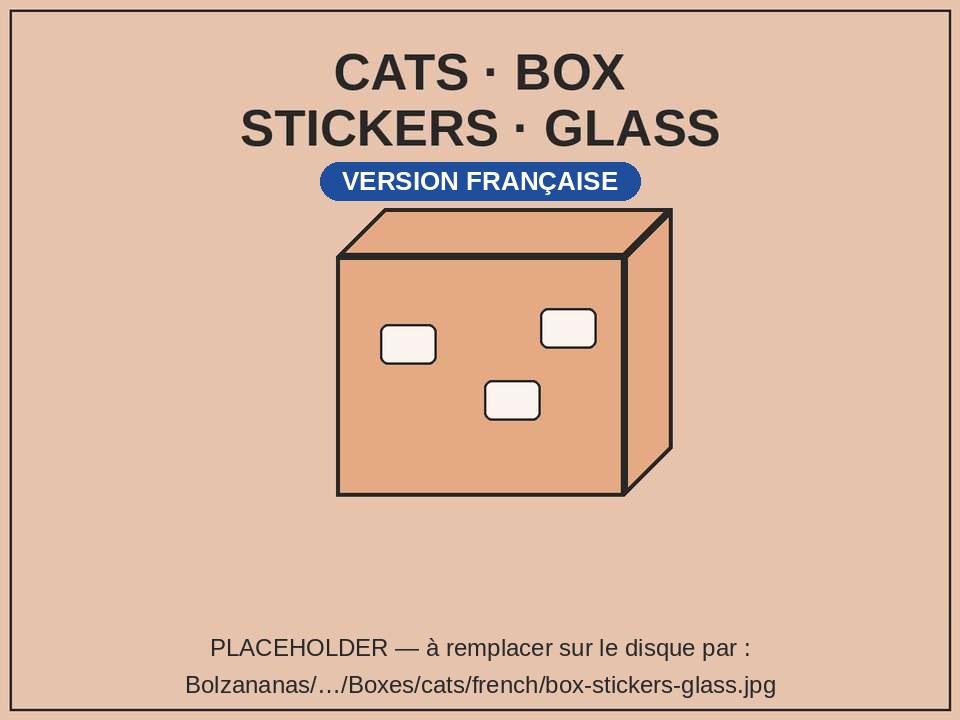 CATS · BOX
STICKERS · GLASS
VERSION FRANÇAISE
PLACEHOLDER — à remplacer sur le disque par :
Bolzananas/…/Boxes/cats/french/box-stickers-glass.jpg